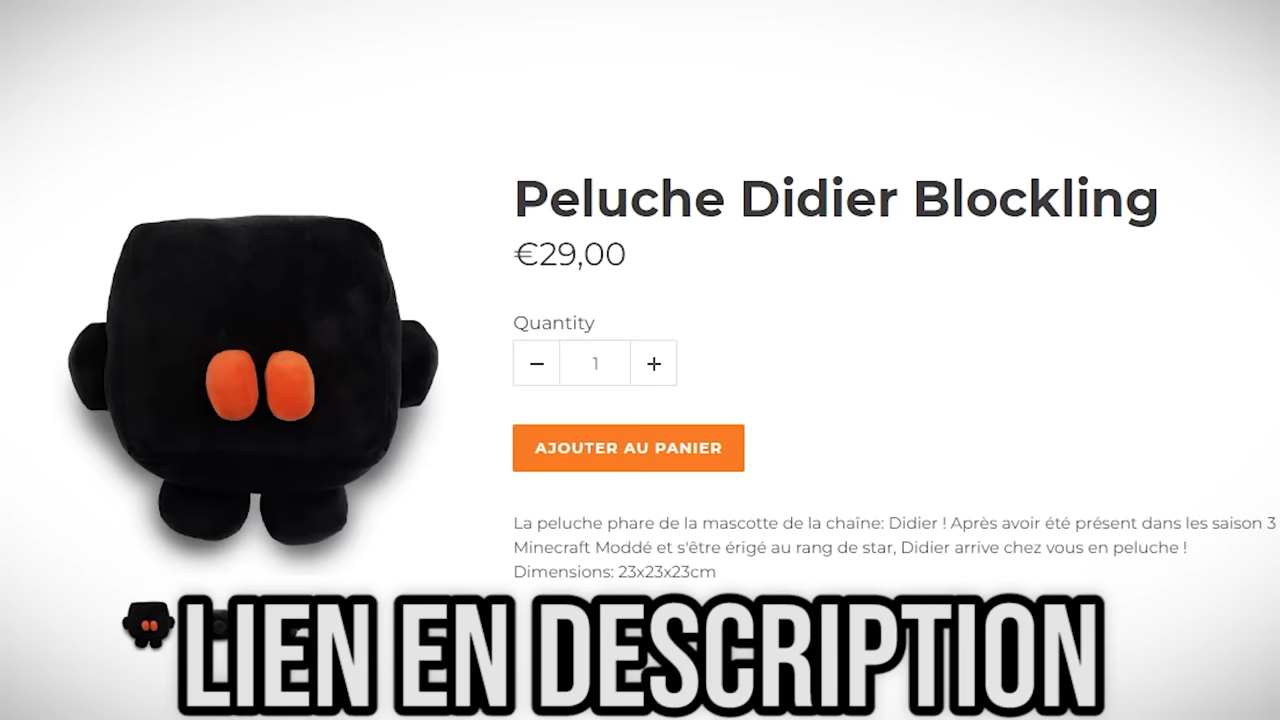 Peluche Didier Blockling
€29,00
Quantity
− 1 +
AJOUTER AU PANIER
La peluche phare de la mascotte de la chaîne: Didier ! Après avoir été présent dans les saison 3
Minecraft Moddé et s'être érigé au rang de star, Didier arrive chez vous en peluche !
Dimensions: 23x23x23cm
LIEN EN DESCRIPTION